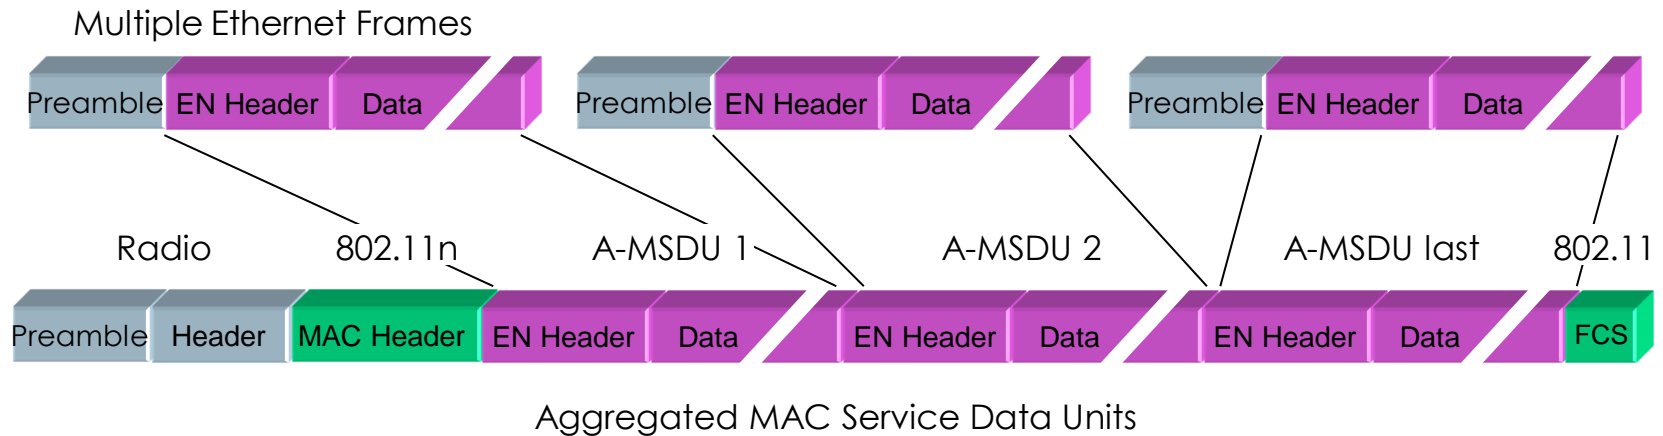 Multiple Ethernet Frames
Preamble EN Header Data Preamble EN Header Data Preamble EN Header Data
Radio 802.11n A-MSDU 1 A-MSDU 2 A-MSDU last 802.11
Preamble Header MAC Header EN Header Data EN Header Data EN Header Data FCS
Aggregated MAC Service Data Units